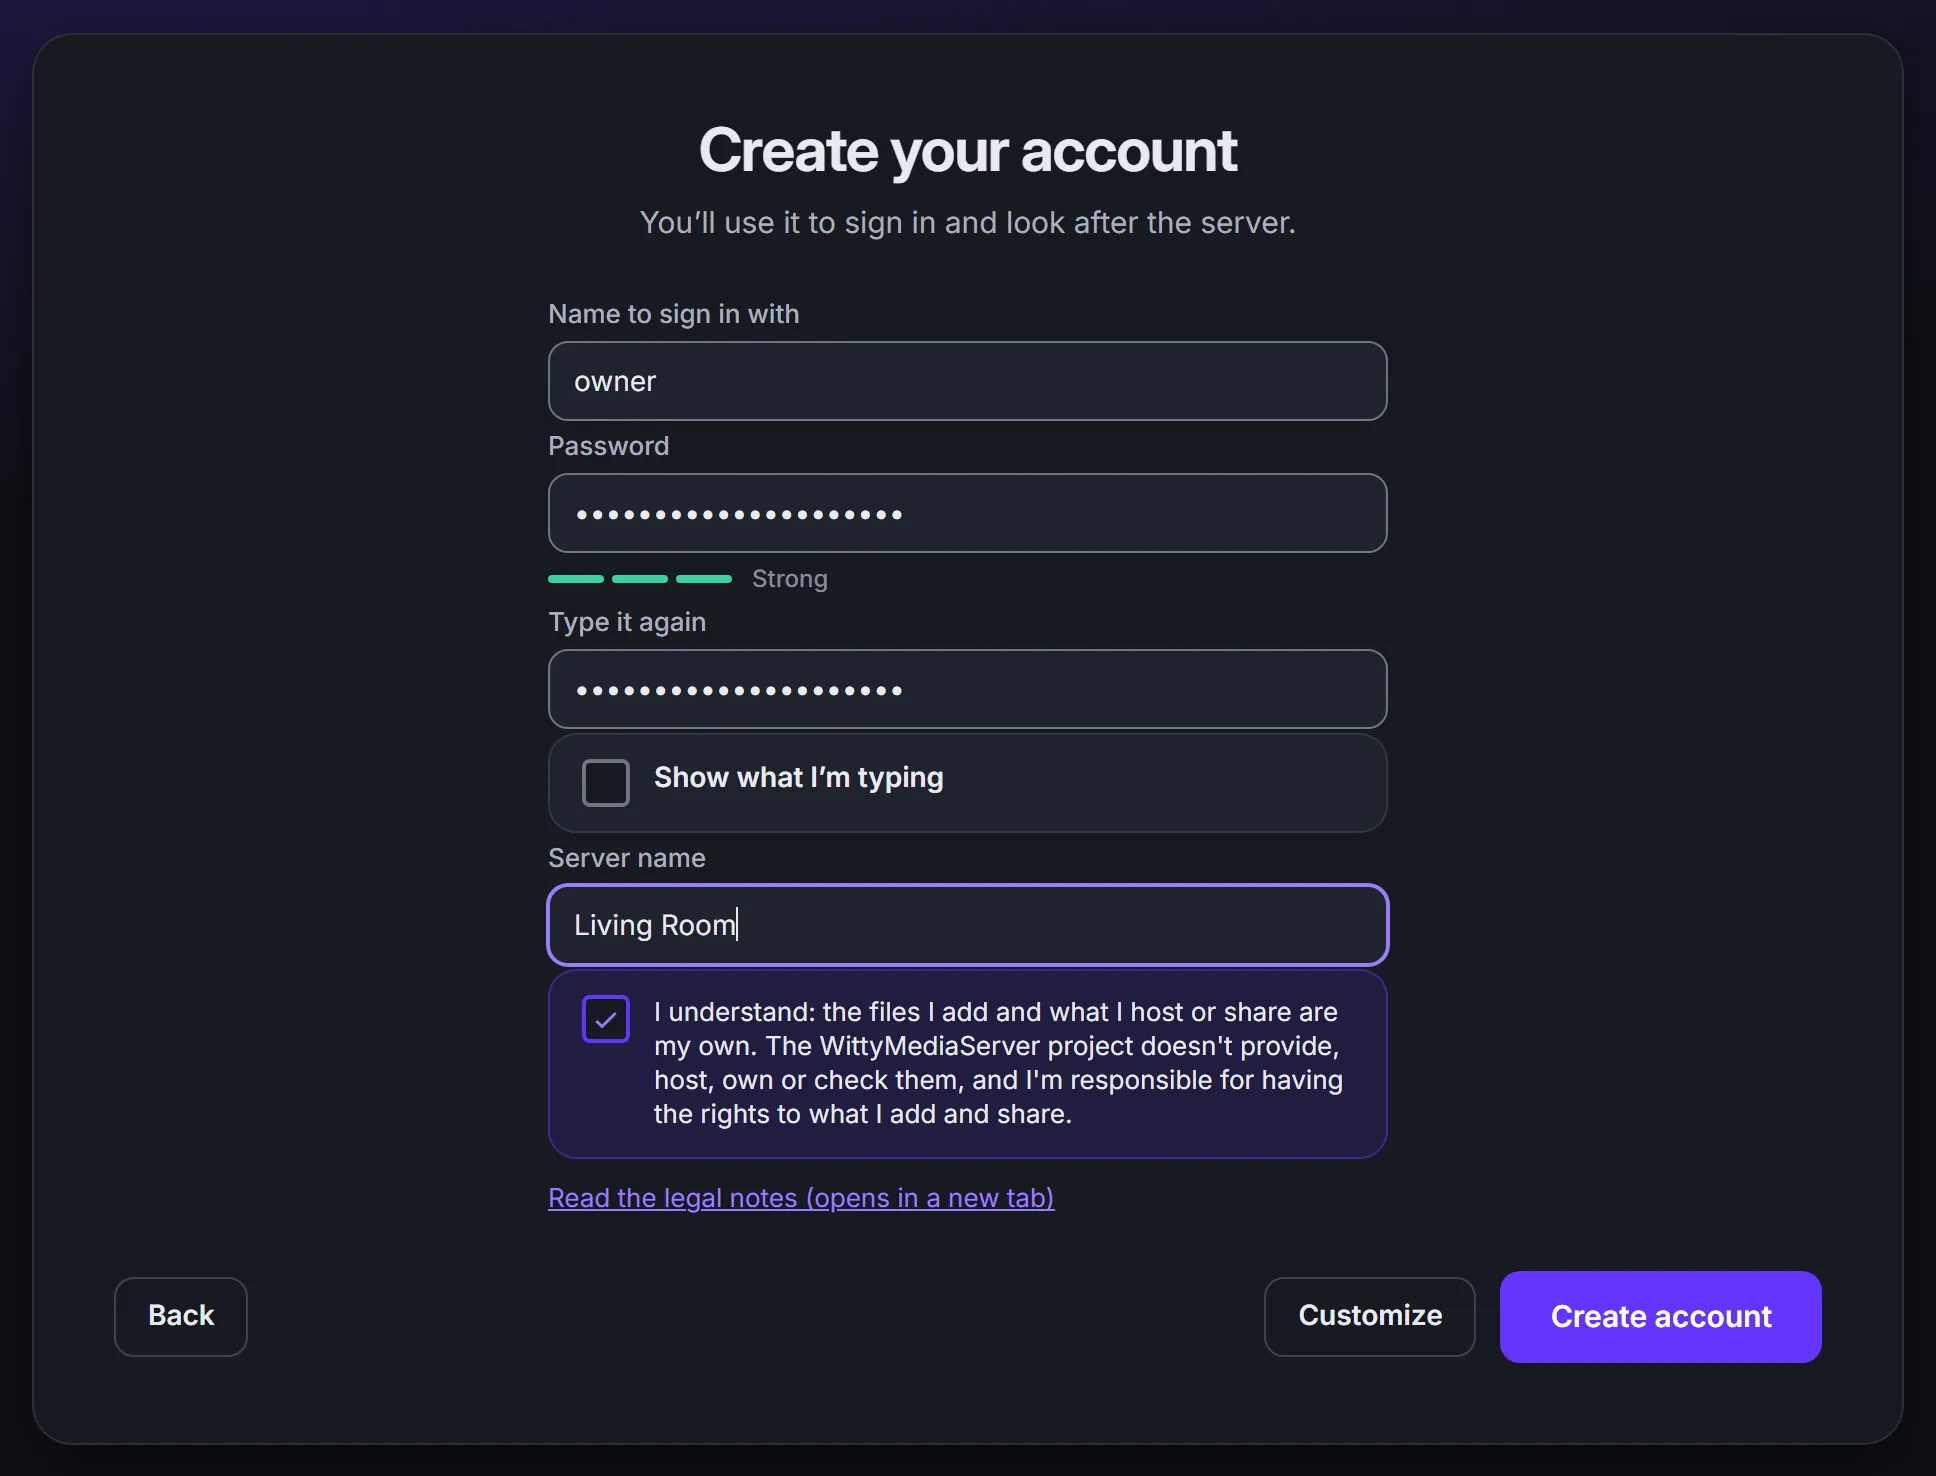 Create your account
You’ll use it to sign in and look after the server.
Name to sign in with
owner
Password
•••••••••••••••••••••
Strong
Type it again
•••••••••••••••••••••
Show what I’m typing
Server name
Living Room
I understand: the files I add and what I host or share are
my own. The WittyMediaServer project doesn't provide,
host, own or check them, and I'm responsible for having
the rights to what I add and share.
Read the legal notes (opens in a new tab)
Back
Customize
Create account